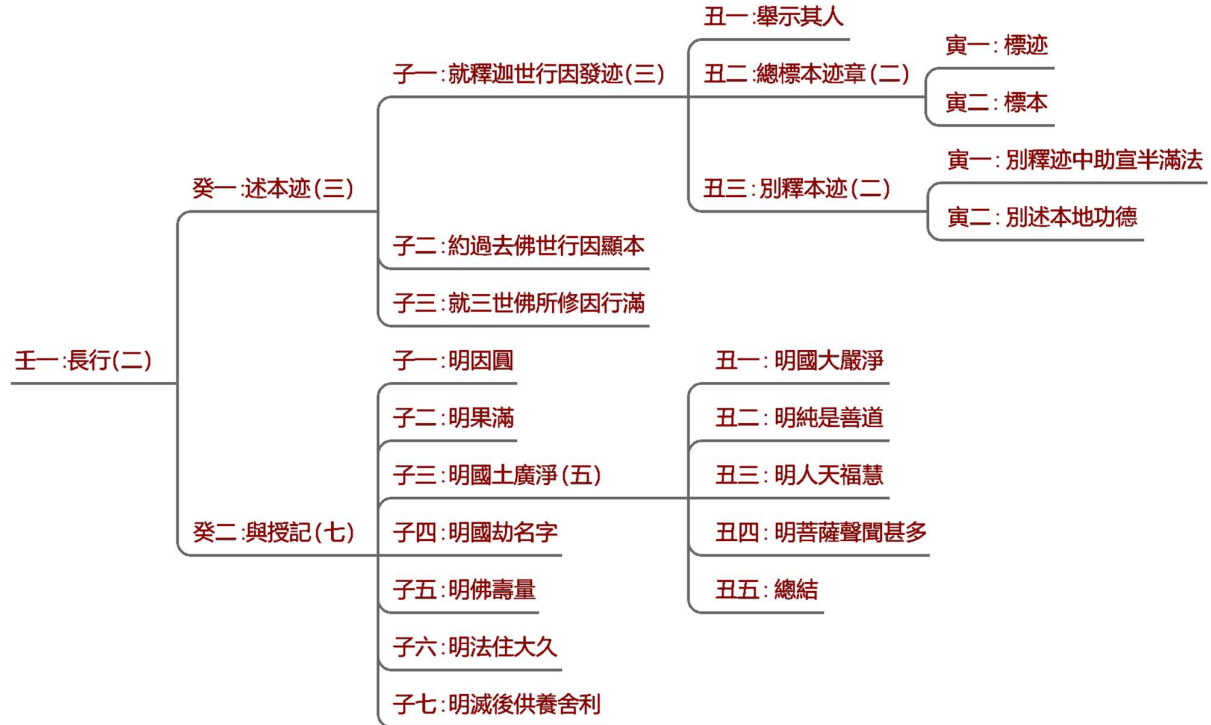 壬一:長行(二)
癸一:述本迹(三)
子一:就釋迦世行因發迹(三)
丑一:舉示其人
丑二:總標本迹章(二)
寅一:標迹
寅二:標本
丑三:別釋本迹(二)
寅一:別釋迹中助宣半滿法
寅二:別述本地功德
子二:約過去佛世行因顯本
子三:就三世佛所修因行滿
癸二:與授記(七)
子一:明因圓
子二:明果滿
子三:明國土廣淨(五)
丑一:明國大嚴淨
丑二:明純是善道
丑三:明人天福慧
丑四:明菩薩聲聞甚多
丑五:總結
子四:明國劫名字
子五:明佛壽量
子六:明法住大久
子七:明滅後供養舍利